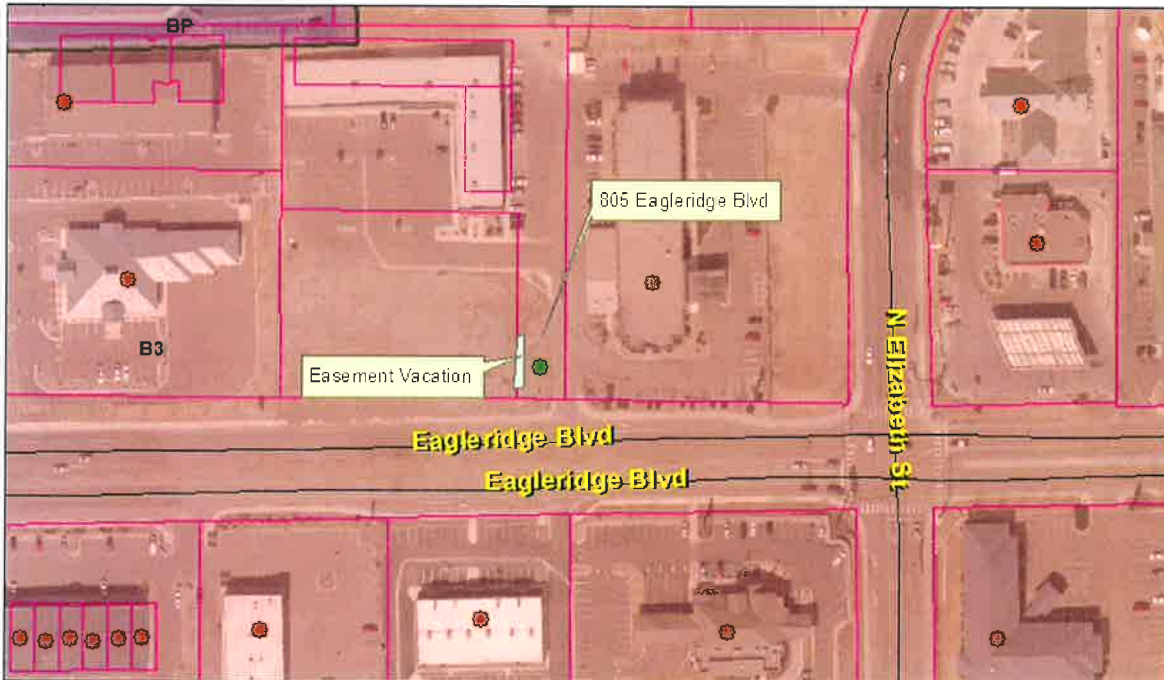 BP
805 Eagleridge Blvd
B3
Easement Vacation
N Elizabeth St
Eagleridge Blvd
Eagleridge Blvd